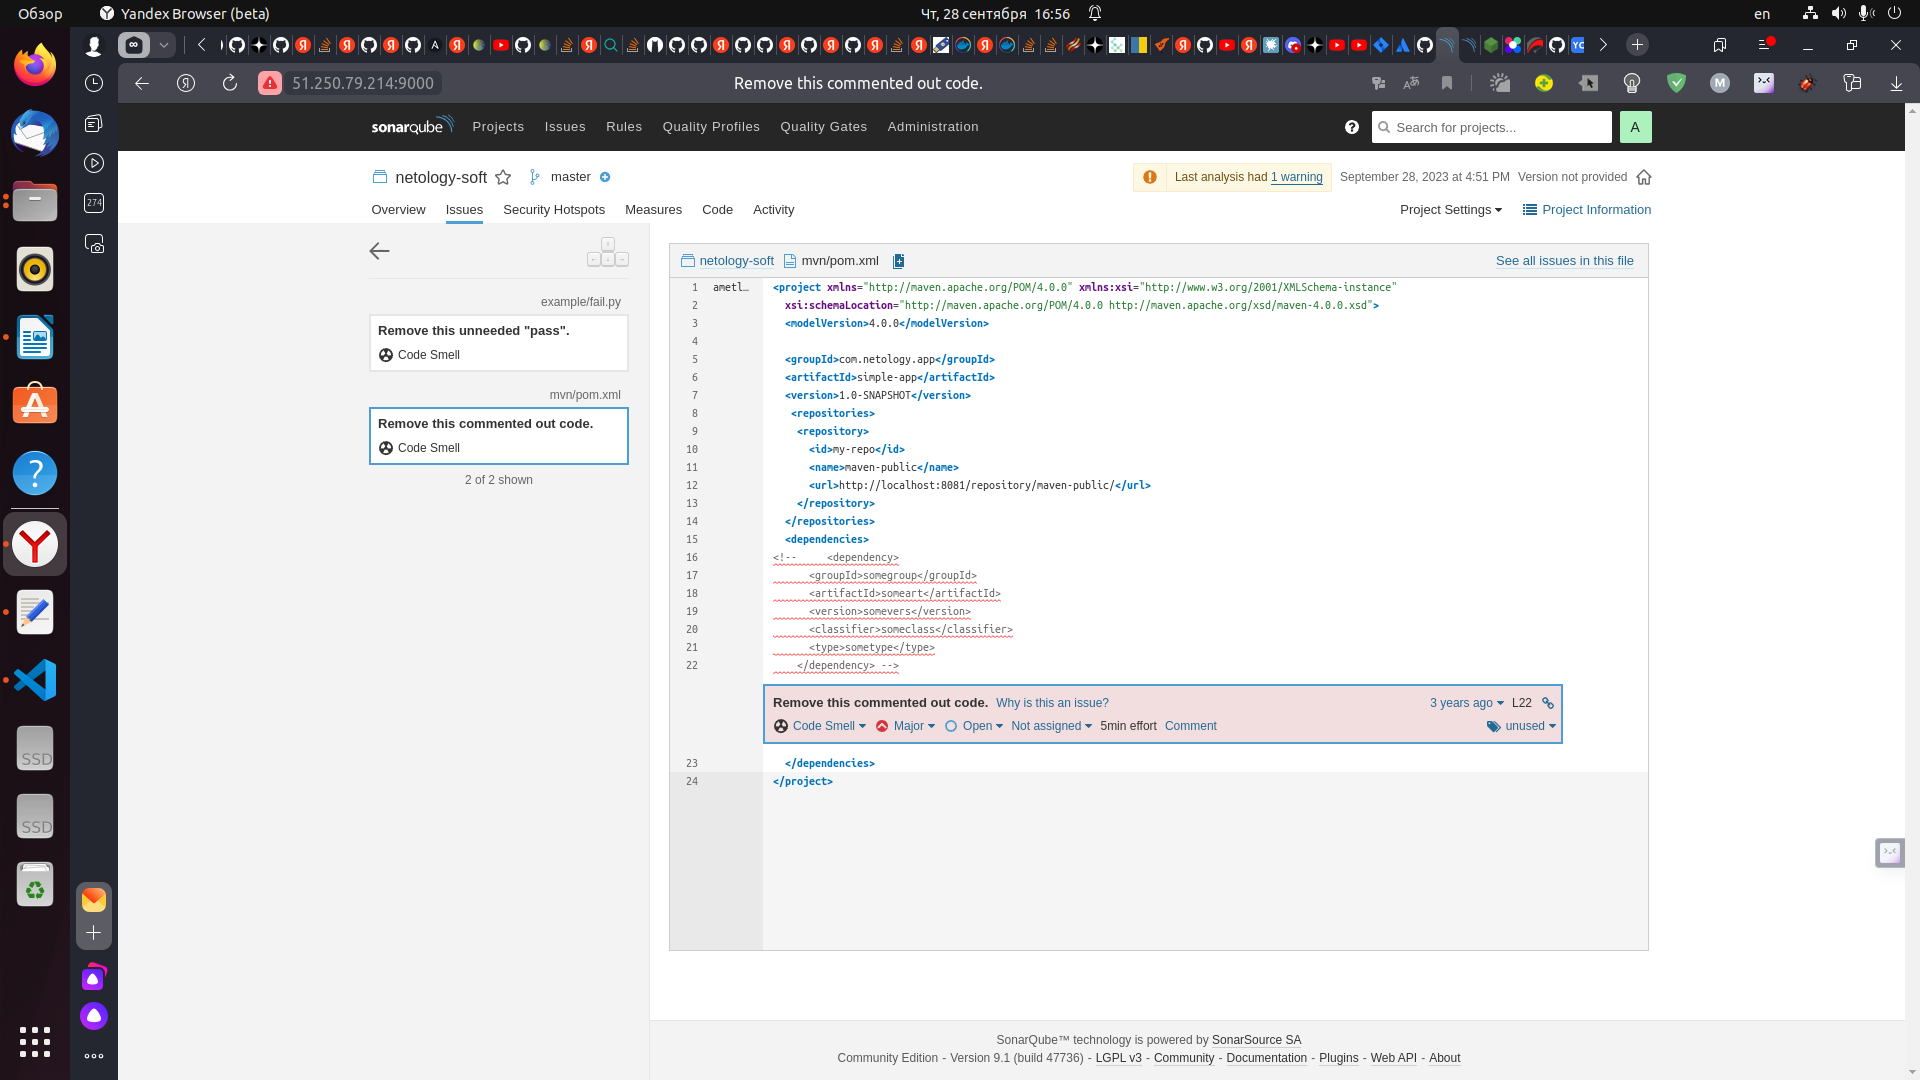 Обзор
Yandex Browser (beta)
Чт, 28 сентября 16:56
en
51.250.79.214:9000
Remove this commented out code.
274
sonarqube
Projects
Issues
Rules
Quality Profiles
Quality Gates
Administration
Search for projects...
A
netology-soft
master
Last analysis had 1 warning
September 28, 2023 at 4:51 PM
Version not provided
Overview
Issues
Security Hotspots
Measures
Code
Activity
Project Settings
Project Information
example/fail.py
Remove this unneeded "pass".
Code Smell
mvn/pom.xml
Remove this commented out code.
Code Smell
2 of 2 shown
netology-soft
mvn/pom.xml
See all issues in this file
1 ametl… <project xmlns="http://maven.apache.org/POM/4.0.0" xmlns:xsi="http://www.w3.org/2001/XMLSchema-instance"
2 xsi:schemaLocation="http://maven.apache.org/POM/4.0.0 http://maven.apache.org/xsd/maven-4.0.0.xsd">
3 <modelVersion>4.0.0</modelVersion>
4
5 <groupId>com.netology.app</groupId>
6 <artifactId>simple-app</artifactId>
7 <version>1.0-SNAPSHOT</version>
8 <repositories>
9 <repository>
10 <id>my-repo</id>
11 <name>maven-public</name>
12 <url>http://localhost:8081/repository/maven-public/</url>
13 </repository>
14 </repositories>
15 <dependencies>
16 <!-- <dependency>
17 <groupId>somegroup</groupId>
18 <artifactId>someart</artifactId>
19 <version>somevers</version>
20 <classifier>someclass</classifier>
21 <type>sometype</type>
22 </dependency> -->
Remove this commented out code. Why is this an issue? 3 years ago L22
Code Smell Major Open Not assigned 5min effort Comment unused
23 </dependencies>
24 </project>
SSD
SSD
SonarQube™ technology is powered by SonarSource SA
Community Edition - Version 9.1 (build 47736) - LGPL v3 - Community - Documentation - Plugins - Web API - About